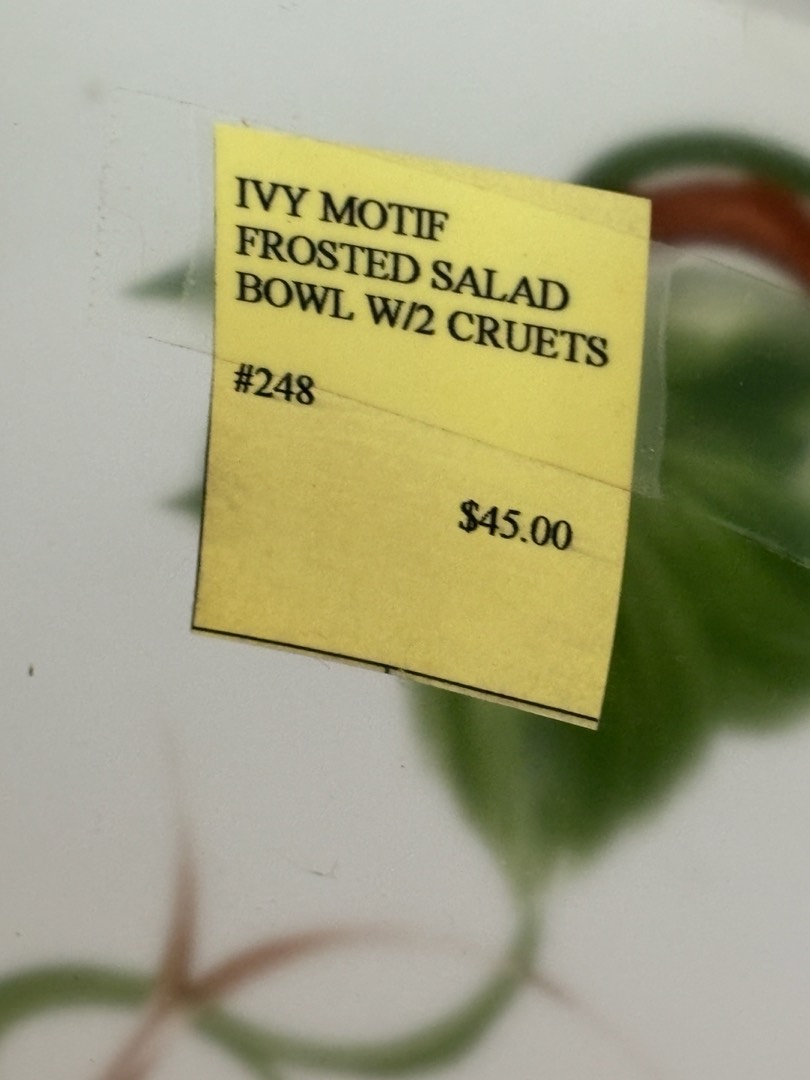 IVY MOTIF
FROSTED SALAD
BOWL W/2 CRUETS
#248
$45.00